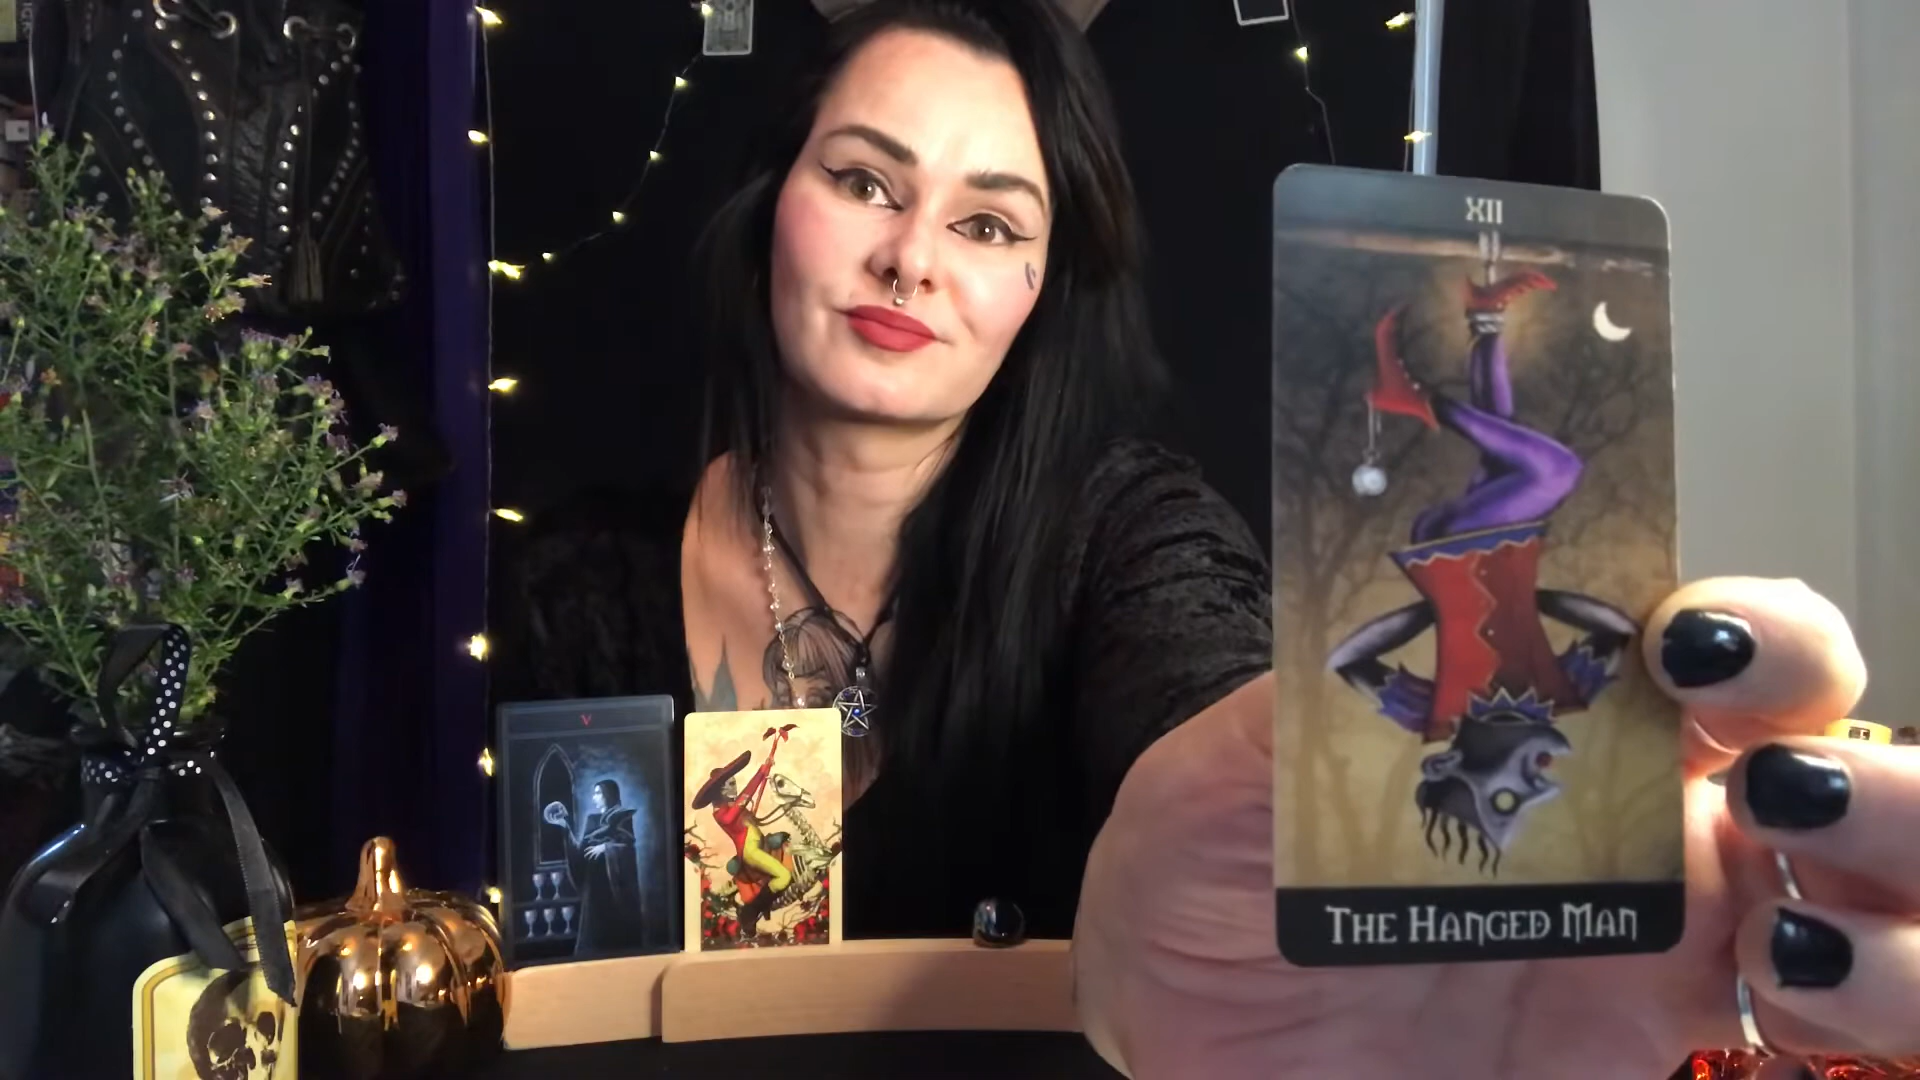 XII
THE HANGED MAN
V